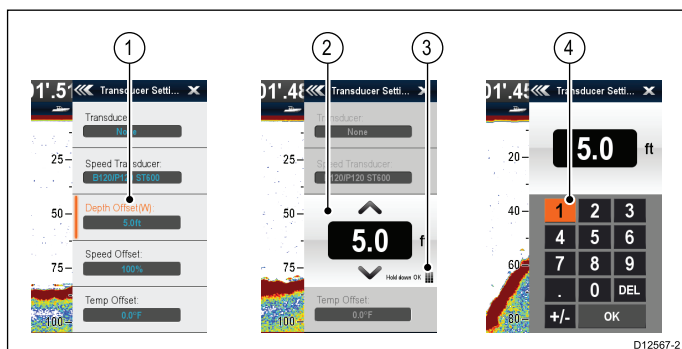 1
2
3
4
01'.51
Transducer Setti... X
Transducer:
None
25
Speed Transducer:
B120/P120 ST600
50
Depth Offset(W):
5.0ft
Speed Offset:
100%
75
Temp Offset:
0.0°F
100
01'.48
Transducer Setti... X
Transducer:
None
25
Speed Transducer:
B120/P120 ST600
50
5.0
f
75
Hold down OK
Temp Offset:
0.0°F
100
01'.45
Transducer Setti... X
20
5.0 ft
40
1 2 3
4 5 6
60
7 8 9
. 0 DEL
80
+/- OK
D12567-2